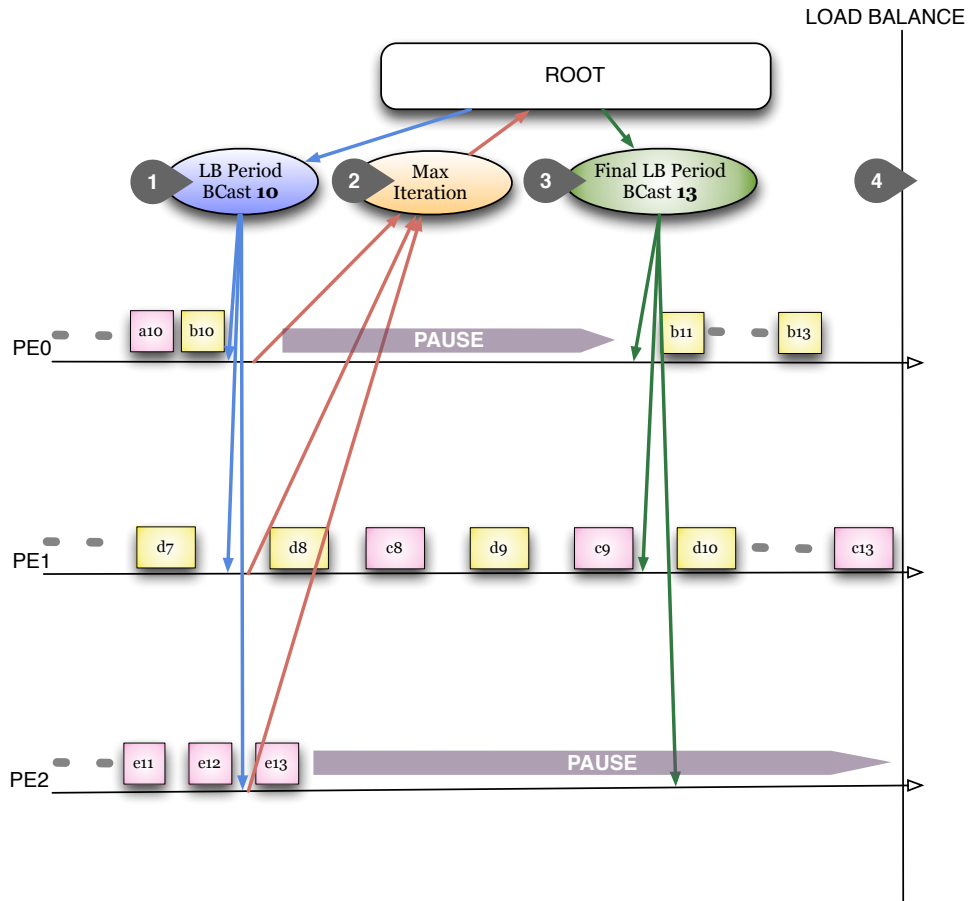 LOAD BALANCE
ROOT
1
LB Period
BCast 10
2
Max
Iteration
3
Final LB Period
BCast 13
4
PE0
a10
b10
PAUSE
b11
b13
PE1
d7
d8
c8
d9
c9
d10
c13
PE2
e11
e12
e13
PAUSE